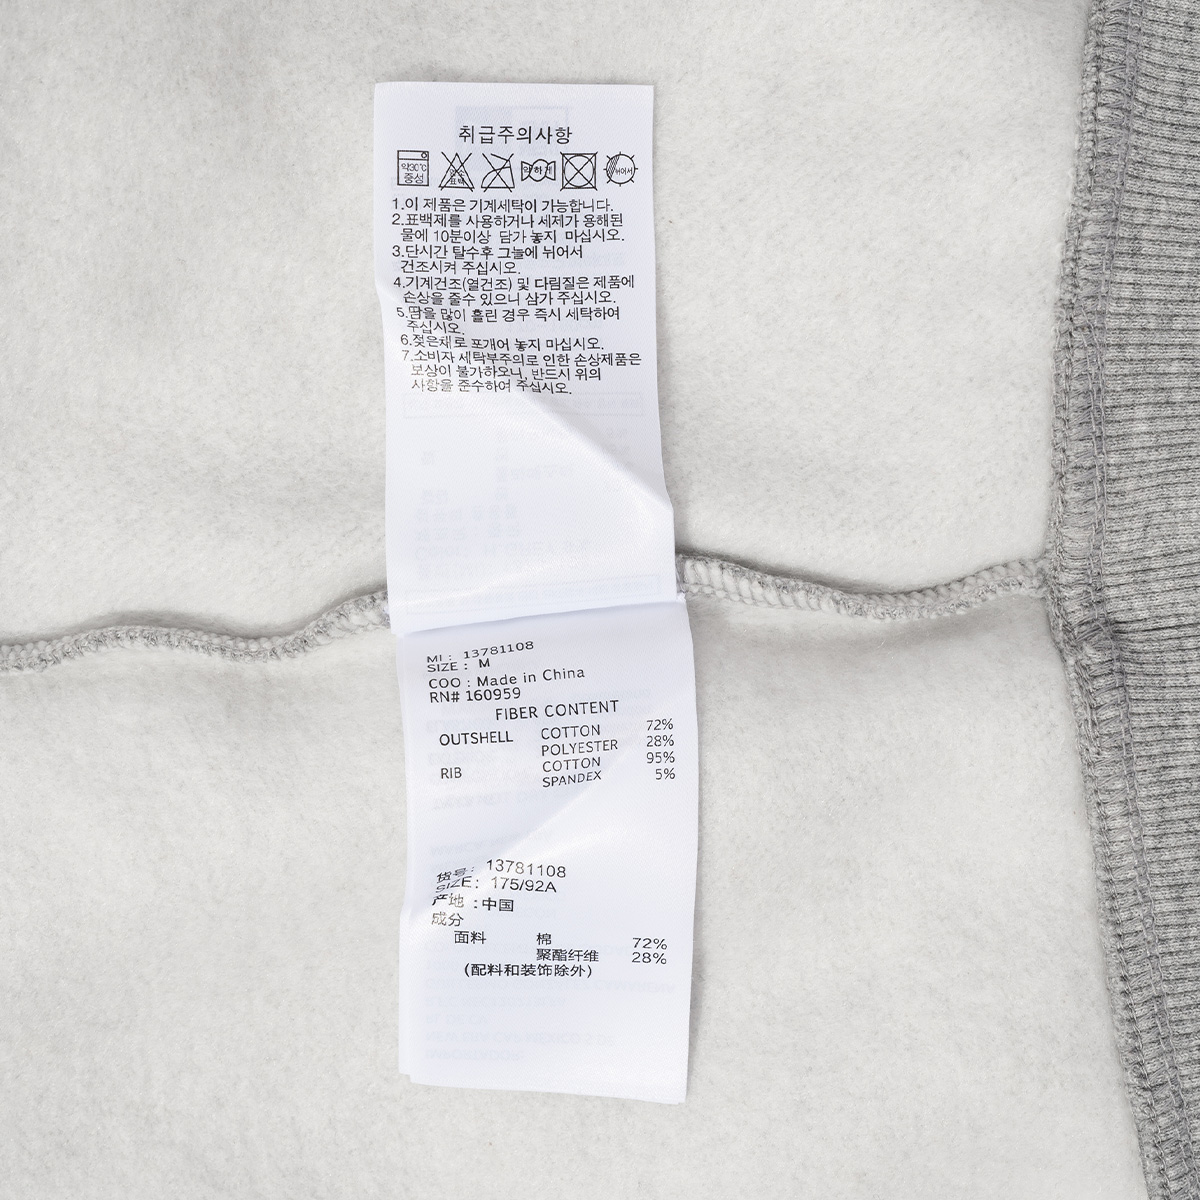 취급주의사항
약30℃
중성
염소
표백
약하게
뉘어서
1.이 제품은 기계세탁이 가능합니다.
2.표백제를 사용하거나 세제가 용해된
물에 10분이상 담가 놓지 마십시오.
3.단시간 탈수후 그늘에 뉘어서
건조시켜 주십시오.
4.기계건조(열건조) 및 다림질은 제품에
손상을 줄수 있으니 삼가 주십시오.
5.땀을 많이 흘린 경우 즉시 세탁하여
주십시오.
6.젖은채로 포개어 놓지 마십시오.
7.소비자 세탁부주의로 인한 손상제품은
보상이 불가하오니, 반드시 위의
사항을 준수하여 주십시오.
MI : 13781108
SIZE : M
COO : Made in China
RN# 160959
FIBER CONTENT
OUTSHELL COTTON 72%
POLYESTER 28%
RIB COTTON 95%
SPANDEX 5%
货号: 13781108
SIZE: 175/92A
产地 :中国
成分
面料 棉 72%
聚酯纤维 28%
(配料和装饰除外)